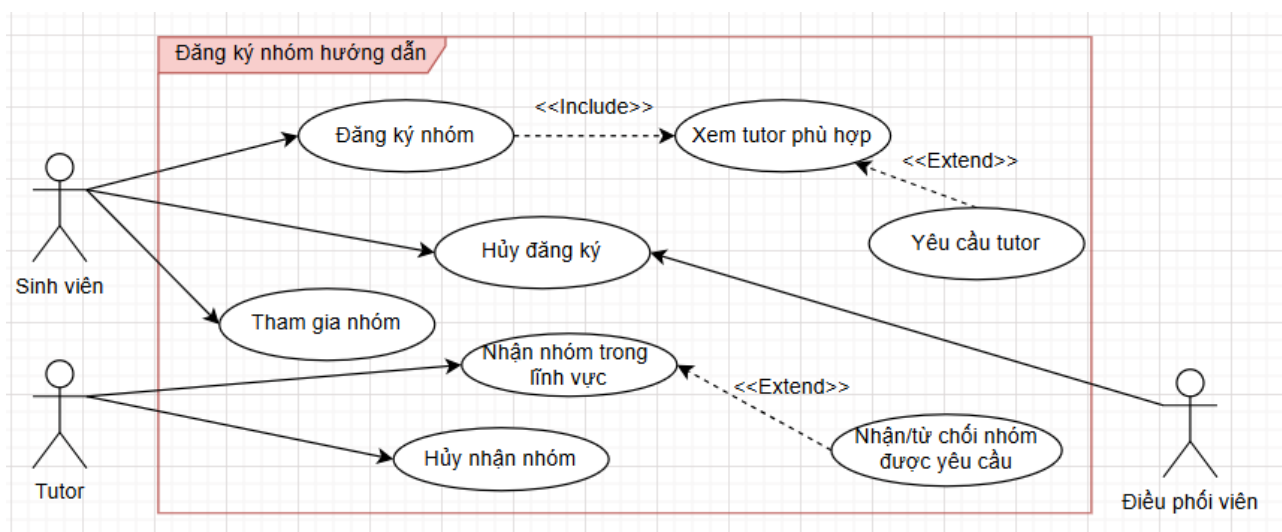 Đăng ký nhóm hướng dẫn
<<Include>>
Đăng ký nhóm
Xem tutor phù hợp
<<Extend>>
Yêu cầu tutor
Hủy đăng ký
Sinh viên
Tham gia nhóm
Nhận nhóm trong
lĩnh vực
<<Extend>>
Nhận/từ chối nhóm
được yêu cầu
Hủy nhận nhóm
Tutor
Điều phối viên